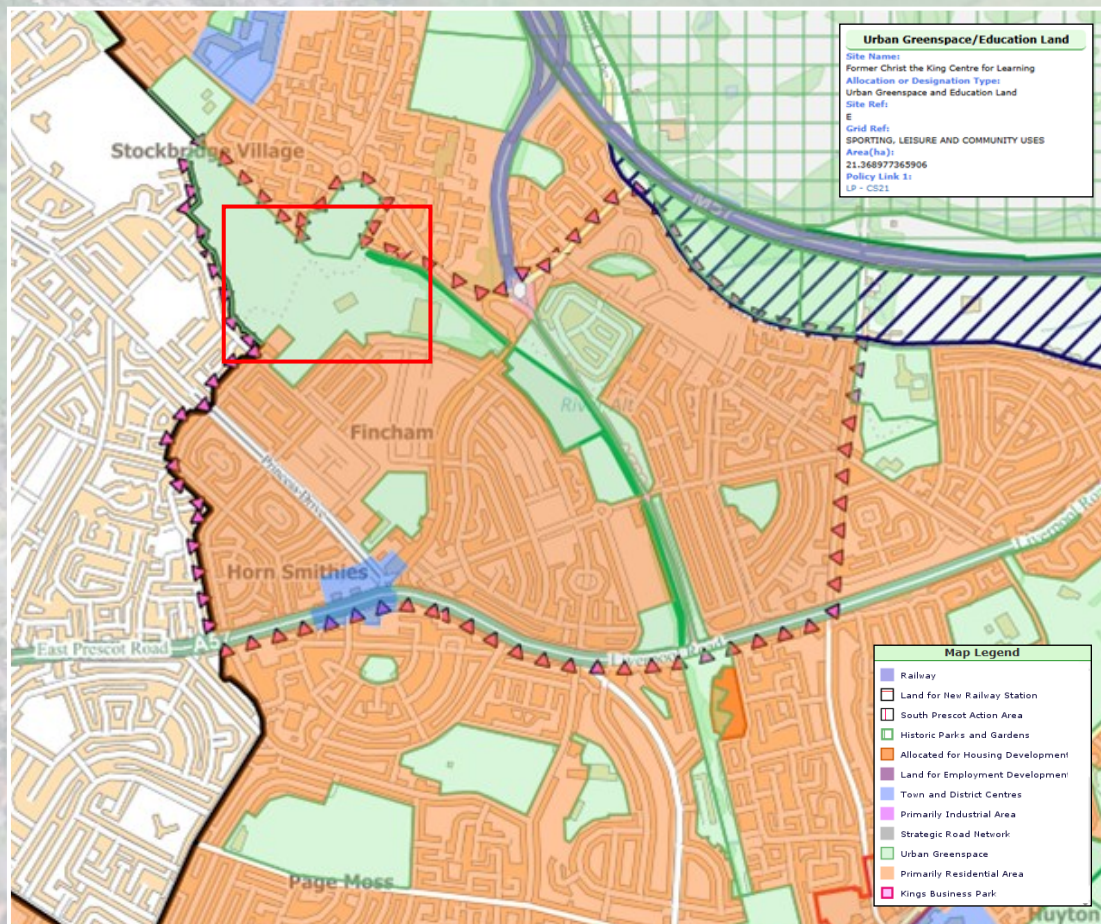 Urban Greenspace/Education Land
Site Name:
Former Christ the King Centre for Learning
Allocation or Designation Type:
Urban Greenspace and Education Land
Site Ref:
E
Grid Ref:
SPORTING, LEISURE AND COMMUNITY USES
Area(ha):
21.368977365906
Policy Link 1:
LP - CS21
Stockbridge Village
M57
River Alt
Fincham
Princess Drive
Horn Smithies
Liverpool Roa
East Prescot Road
A57
Liverpool Road
Page Moss
Huyton
Map Legend
Railway
Land for New Railway Station
South Prescot Action Area
Historic Parks and Gardens
Allocated for Housing Development
Land for Employment Developmen
Town and District Centres
Primarily Industrial Area
Strategic Road Network
Urban Greenspace
Primarily Residential Area
Kings Business Park